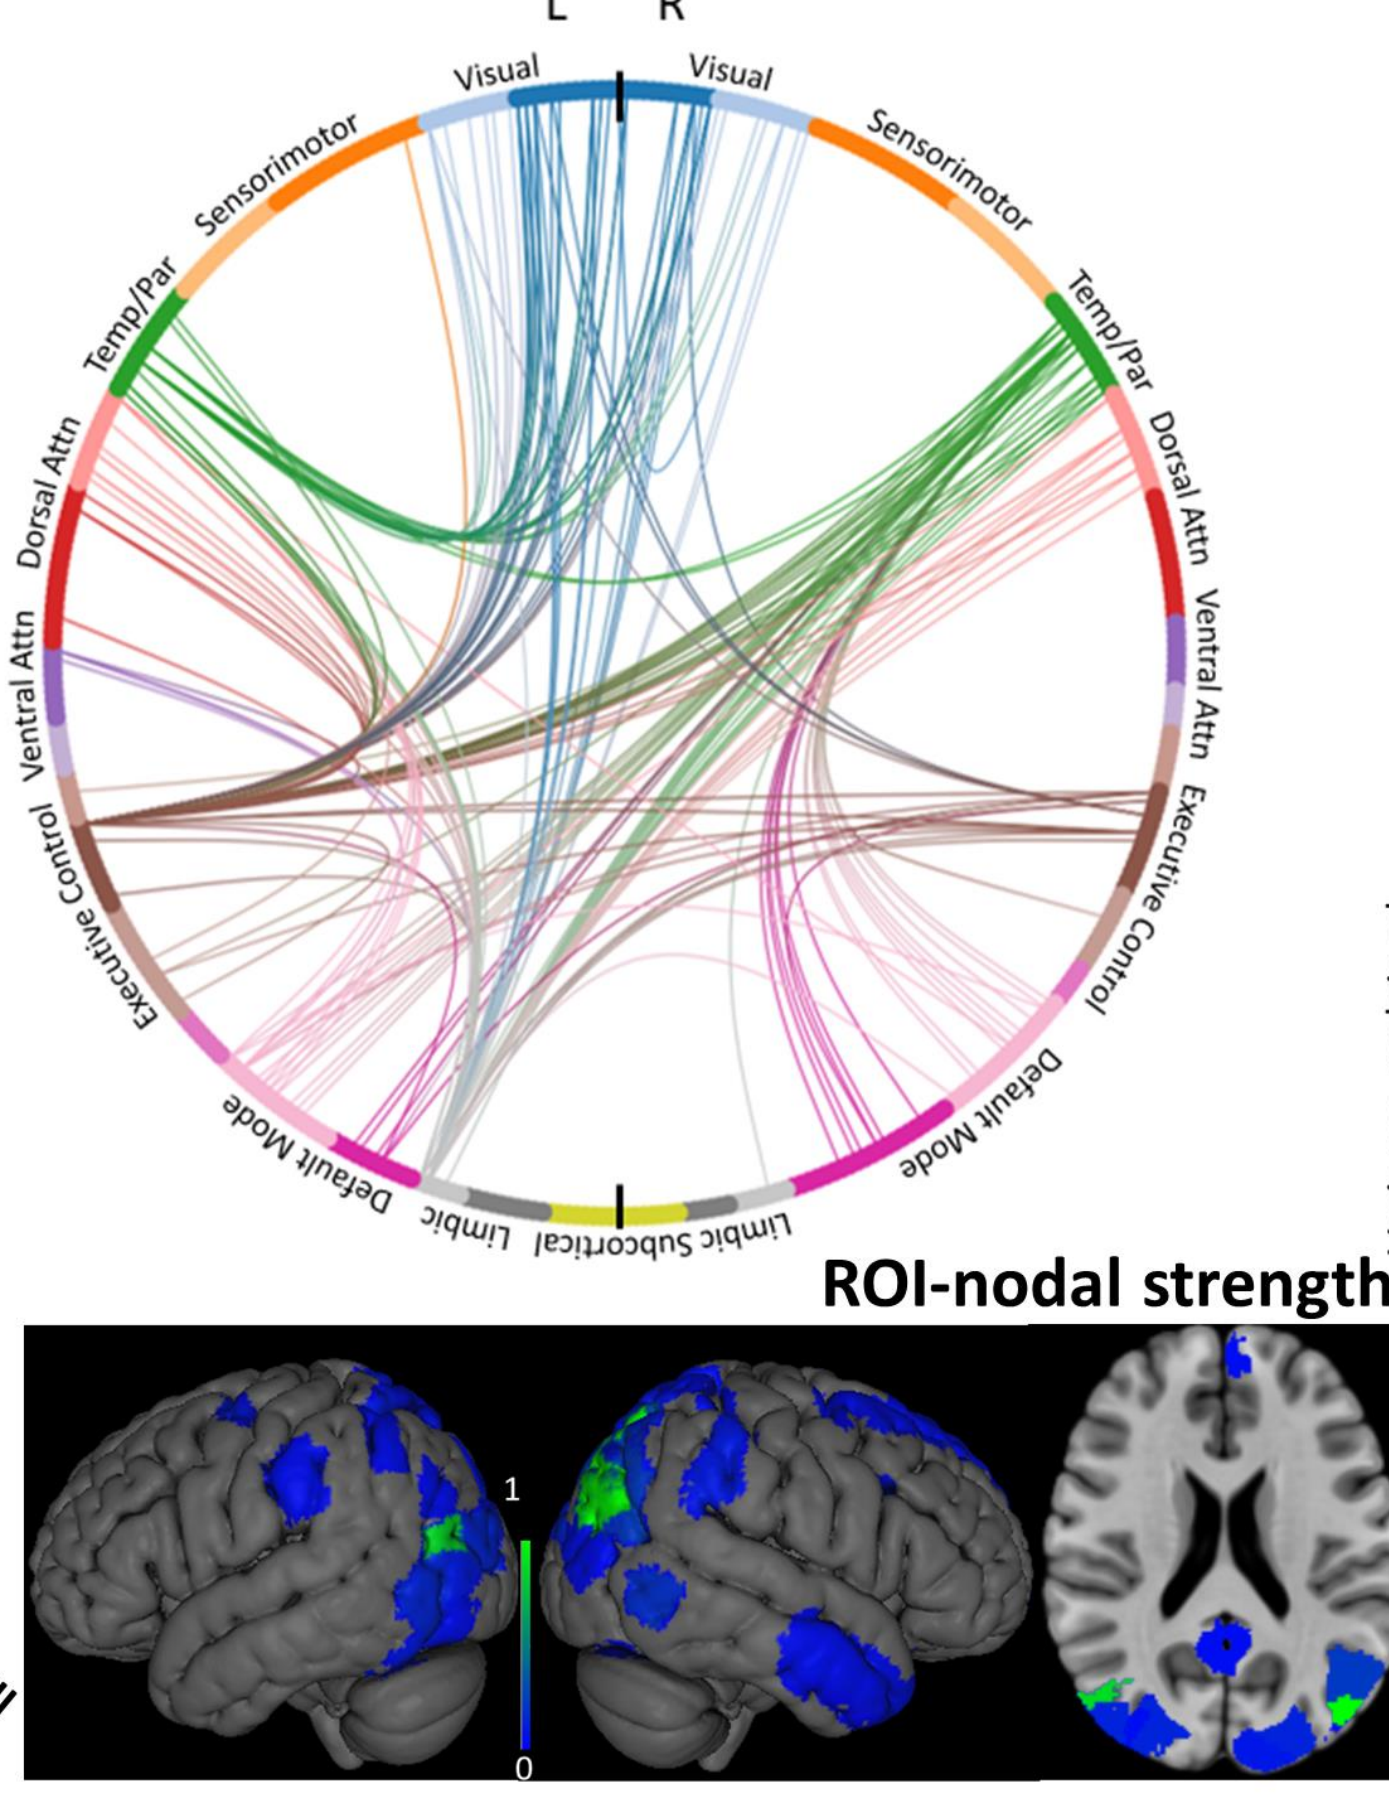 L R
Visual Visual
Sensorimotor Sensorimotor
Temp/Par Temp/Par
Dorsal Attn Dorsal Attn
Ventral Attn Ventral Attn
Executive Control Executive Control
Default Mode Default Mode
Limbic Subcortical Limbic
ROI-nodal strength
1
0